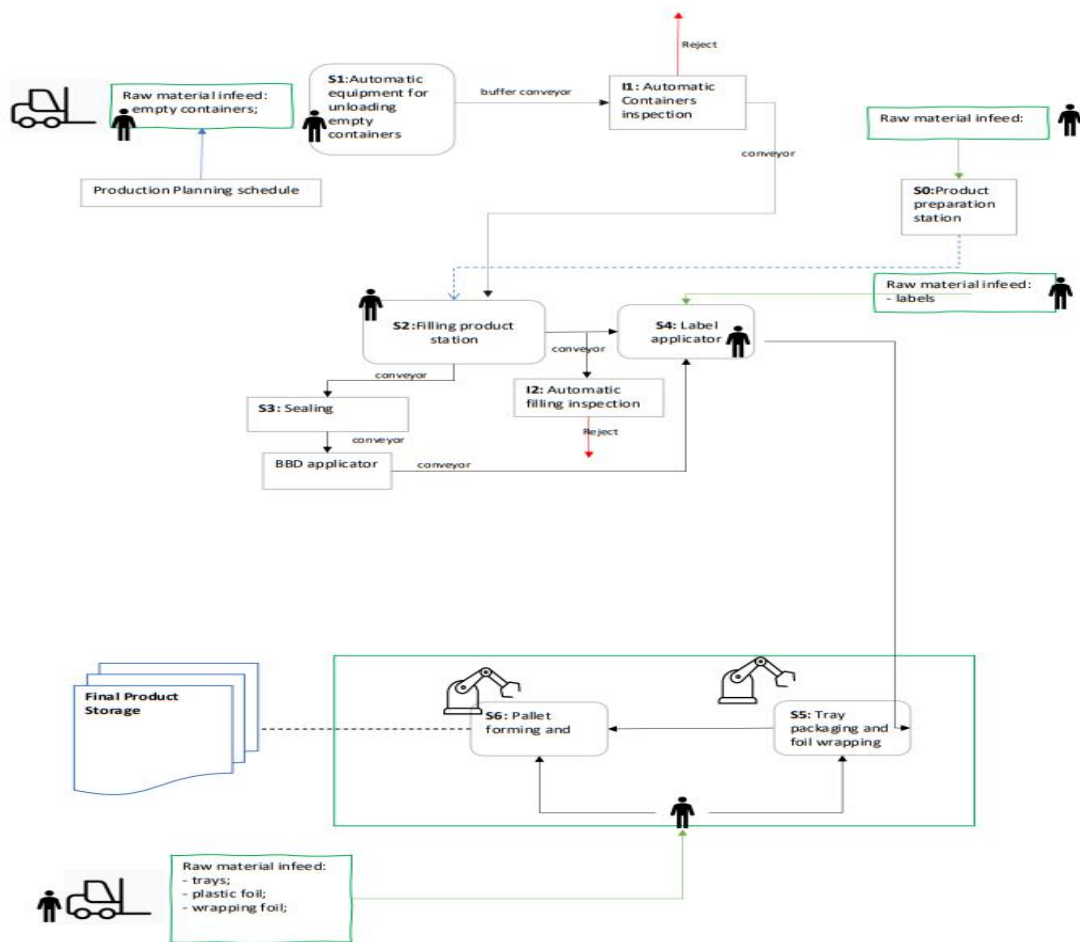 Reject
Raw material infeed:
- empty containers;
S1:Automatic
equipment for
unloading
empty
containers
buffer conveyor
I1: Automatic
Containers
inspection
Raw material infeed:
conveyor
Production Planning schedule
S0:Product
preparation
station
Raw material infeed:
- labels
S2:Filling product
station
conveyor
S4: Label
applicator
conveyor
I2: Automatic
filling inspection
S3: Sealing
Reject
conveyor
BBD applicator
conveyor
Final Product
Storage
S6: Pallet
forming and
S5: Tray
packaging and
foil wrapping
Raw material infeed:
- trays;
- plastic foil;
- wrapping foil;